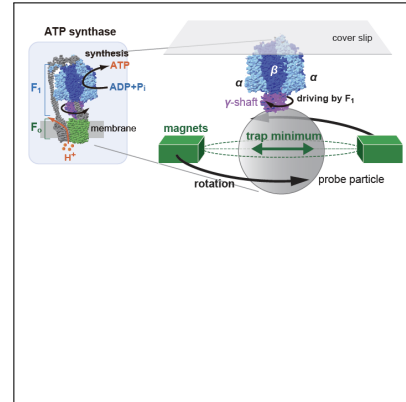 ATP synthase
synthesis
ATP
ADP+Pi
F1
Fo
membrane
H+
cover slip
β
α
α
γ-shaft
driving by F1
magnets
trap minimum
rotation
probe particle